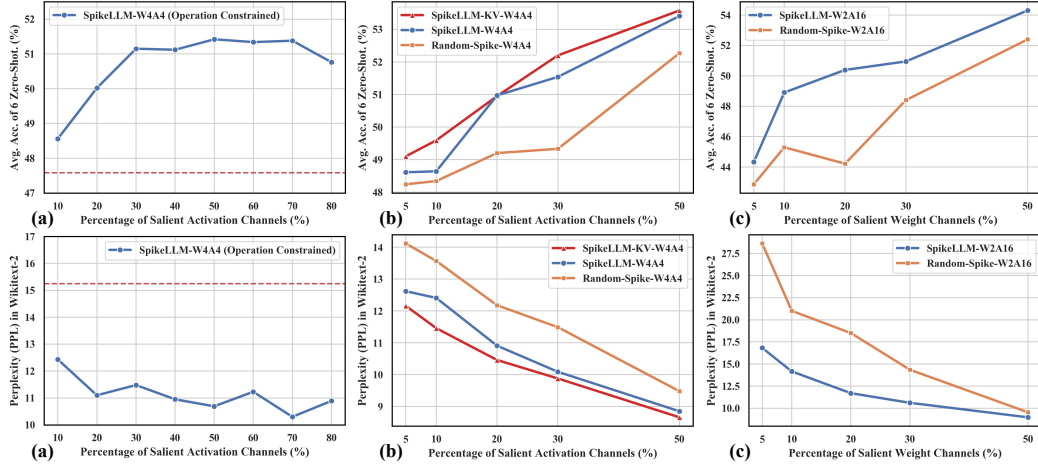 Avg. Acc. of 6 Zero-Shot. (%)
52
51
50
49
48
47
SpikeLLM-W4A4 (Operation Constrained)
10 20 30 40 50 60 70 80
(a) Percentage of Salient Activation Channels (%)
Avg. Acc. of 6 Zero-Shot. (%)
53
52
51
50
49
48
SpikeLLM-KV-W4A4
SpikeLLM-W4A4
Random-Spike-W4A4
5 10 20 30 50
(b) Percentage of Salient Activation Channels (%)
Avg. Acc. of 6 Zero-Shot. (%)
54
52
50
48
46
44
SpikeLLM-W2A16
Random-Spike-W2A16
5 10 20 30 50
(c) Percentage of Salient Weight Channels (%)
Perplexity (PPL) in Wikitext-2
17
16
15
14
13
12
11
10
SpikeLLM-W4A4 (Operation Constrained)
10 20 30 40 50 60 70 80
(a) Percentage of Salient Activation Channels (%)
Perplexity (PPL) in Wikitext-2
14
13
12
11
10
9
SpikeLLM-KV-W4A4
SpikeLLM-W4A4
Random-Spike-W4A4
5 10 20 30 50
(b) Percentage of Salient Activation Channels (%)
Perplexity (PPL) in Wikitext-2
27.5
25.0
22.5
20.0
17.5
15.0
12.5
10.0
SpikeLLM-W2A16
Random-Spike-W2A16
5 10 20 30 50
(c) Percentage of Salient Weight Channels (%)